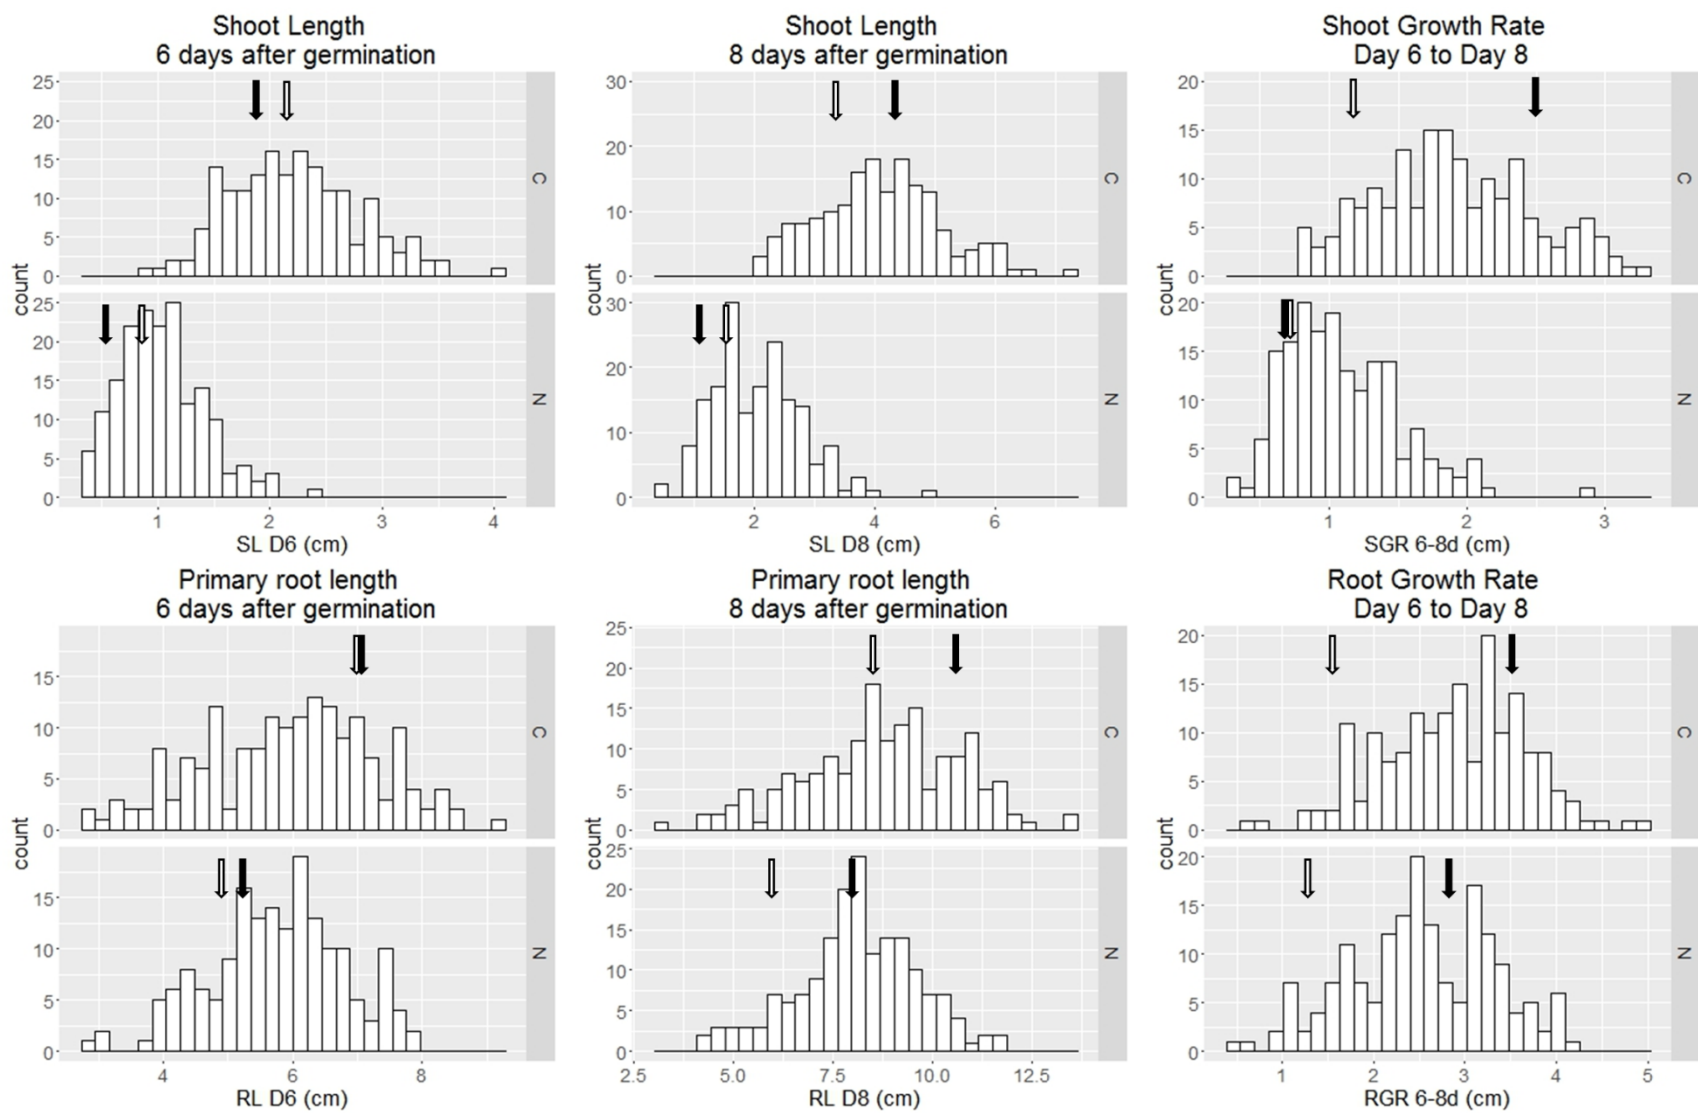 Shoot Length
6 days after germination
25
20
15
10
5
0
C
25
20
15
10
5
0
N
count
1 2 3 4
SL D6 (cm)
Shoot Length
8 days after germination
30
20
10
0
C
30
20
10
0
N
count
2 4 6
SL D8 (cm)
Shoot Growth Rate
Day 6 to Day 8
20
15
10
5
0
C
20
15
10
5
0
N
count
1 2 3
SGR 6-8d (cm)
Primary root length
6 days after germination
15
10
5
0
C
15
10
5
0
N
count
4 6 8
RL D6 (cm)
Primary root length
8 days after germination
25
20
15
10
5
0
C
25
20
15
10
5
0
N
count
2.5 5.0 7.5 10.0 12.5
RL D8 (cm)
Root Growth Rate
Day 6 to Day 8
20
15
10
5
0
C
20
15
10
5
0
N
count
1 2 3 4 5
RGR 6-8d (cm)